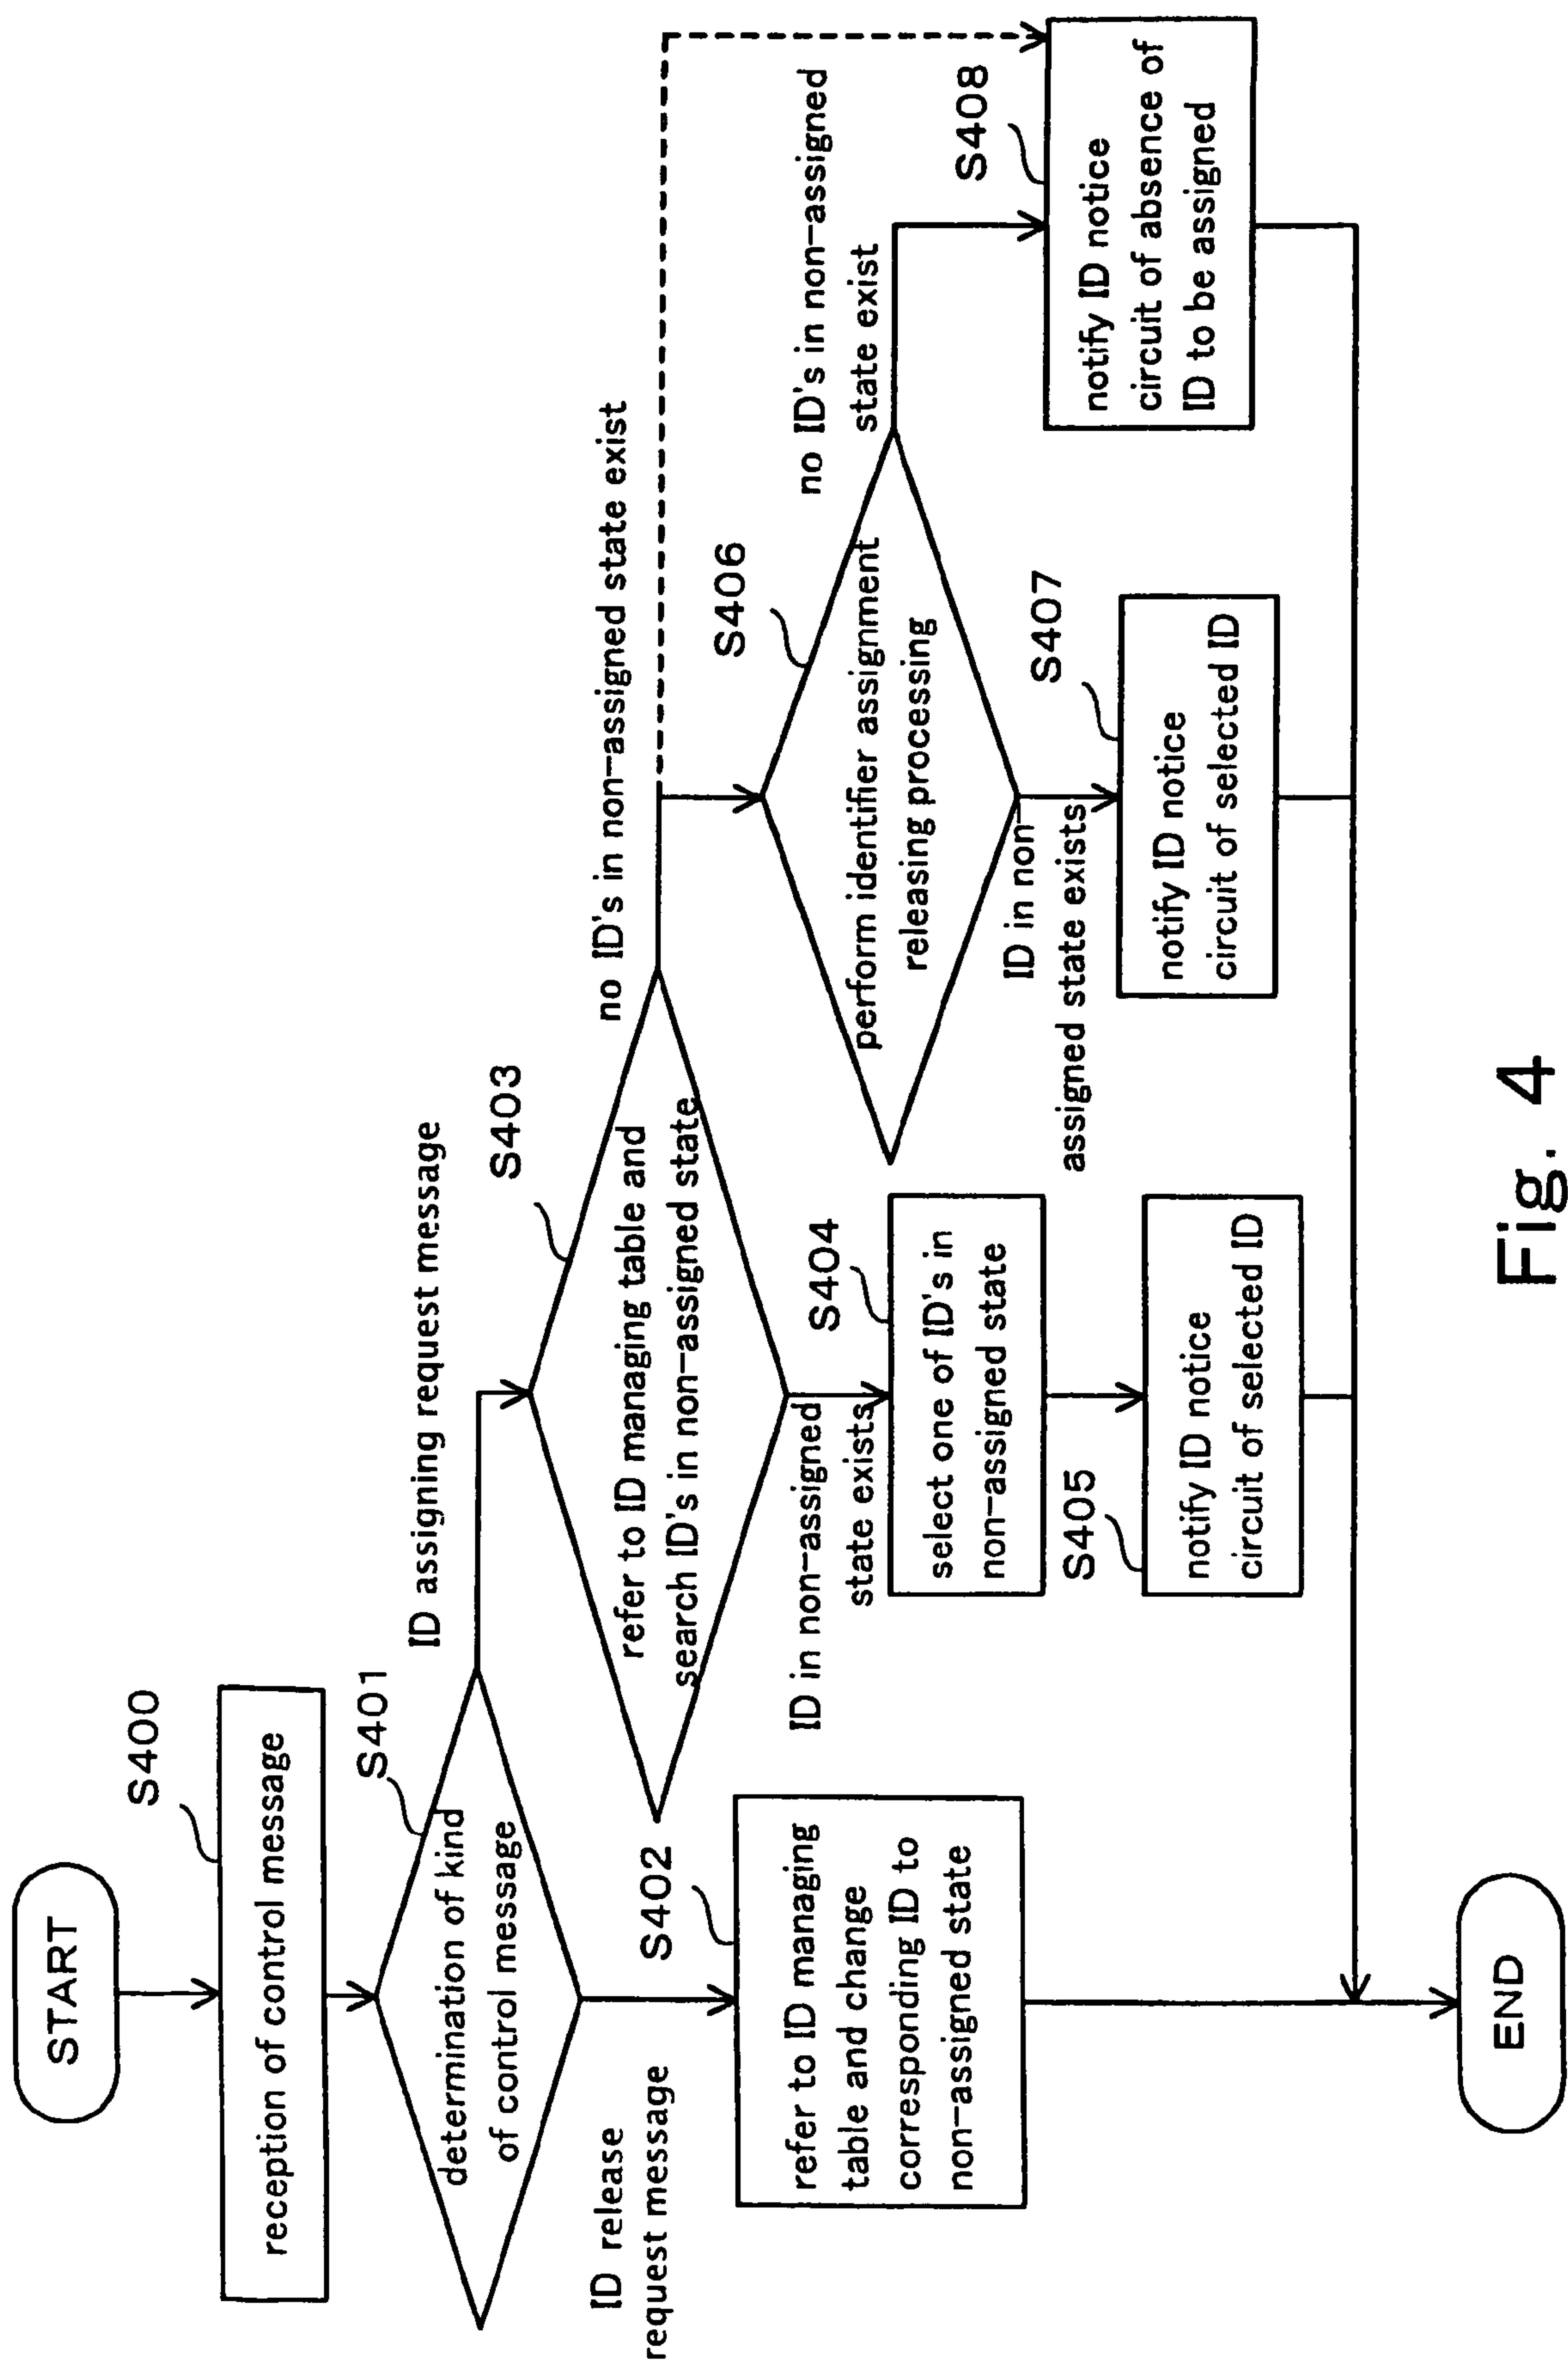 START
S400
reception of control message
S401
determination of kind
of control message
ID assigning request message
ID release
request message
S402
refer to ID managing
table and change
corresponding ID to
non-assigned state
S403
refer to ID managing table and
search ID's in non-assigned state
no ID's in non-assigned state exist
ID in non-assigned
state exists
S404
select one of ID's in
non-assigned state
S405
notify ID notice
circuit of selected ID
S406
perform identifier assignment
releasing processing
no ID's in non-assigned
state exist
ID in non-
assigned state exists
S407
notify ID notice
circuit of selected ID
S408
notify ID notice
circuit of absence of
ID to be assigned
END
Fig. 4